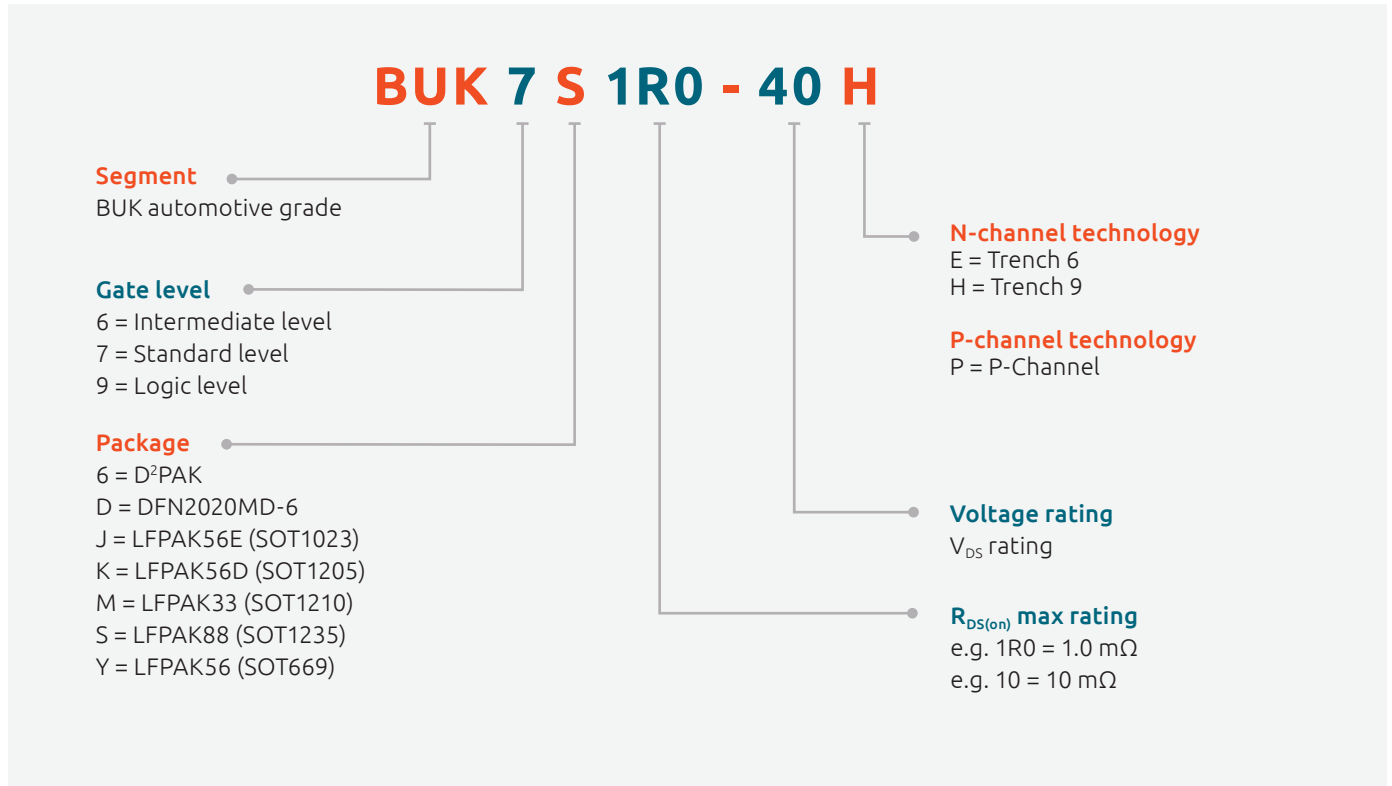 BUK 7 S 1R0 - 40 H
Segment
BUK automotive grade
Gate level
6 = Intermediate level
7 = Standard level
9 = Logic level
Package
6 = D²PAK
D = DFN2020MD-6
J = LFPAK56E (SOT1023)
K = LFPAK56D (SOT1205)
M = LFPAK33 (SOT1210)
S = LFPAK88 (SOT1235)
Y = LFPAK56 (SOT669)
N-channel technology
E = Trench 6
H = Trench 9
P-channel technology
P = P-Channel
Voltage rating
VDS rating
RDS(on) max rating
e.g. 1R0 = 1.0 mΩ
e.g. 10 = 10 mΩ